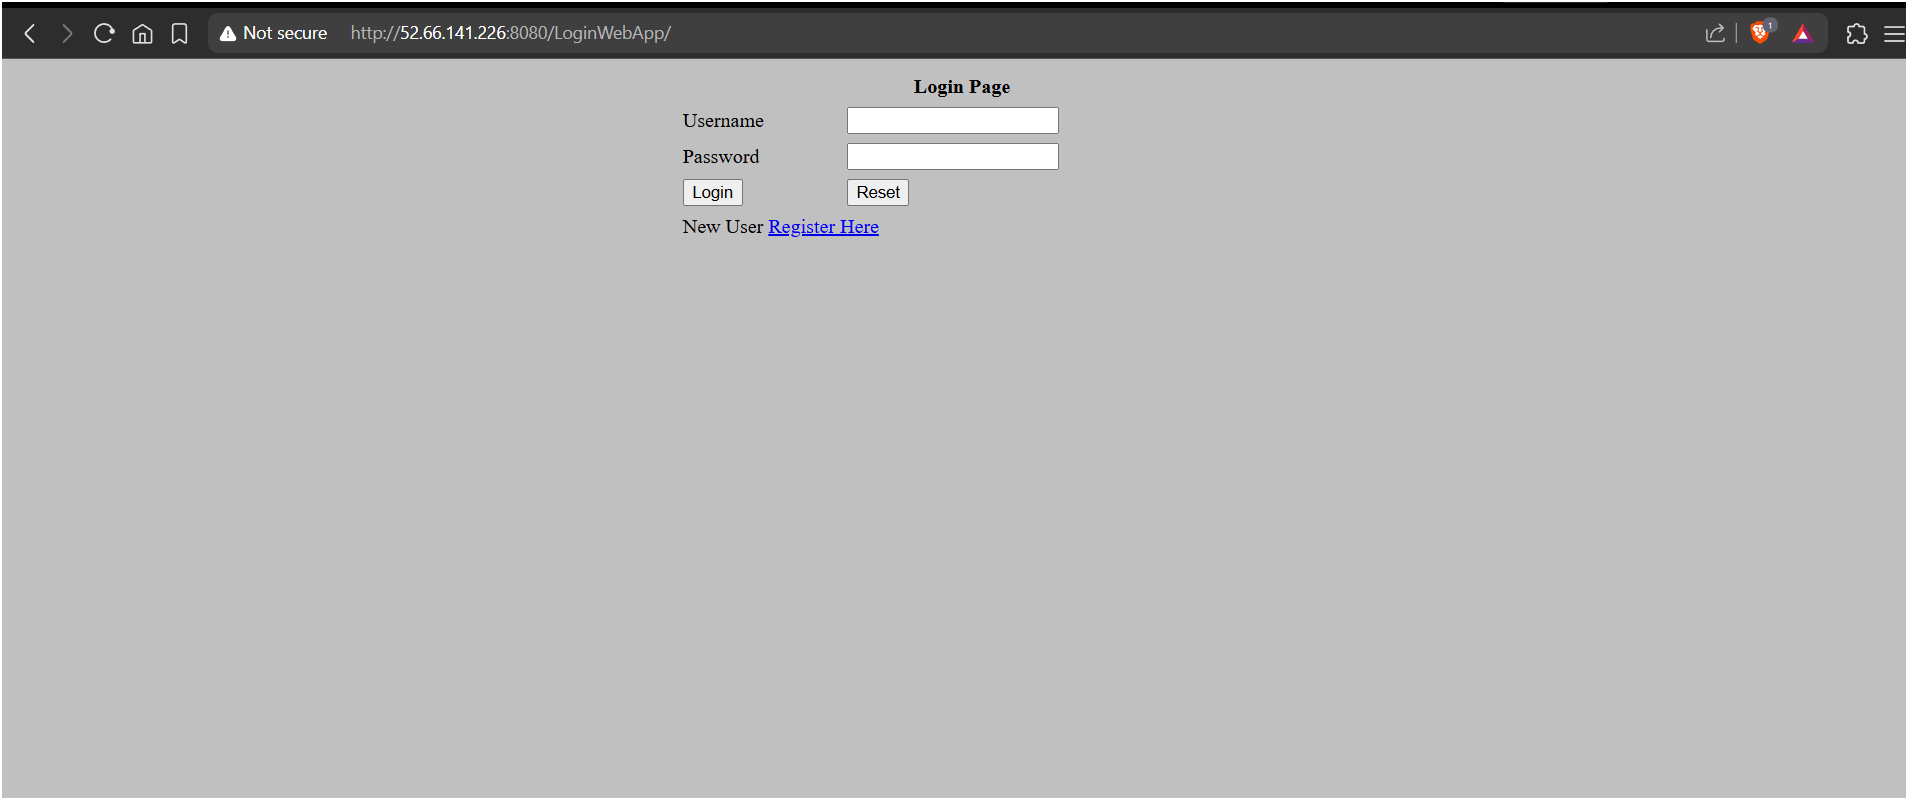 Not secure http://52.66.141.226:8080/LoginWebApp/ 1
Login Page
Username
Password
Login Reset
New User Register Here